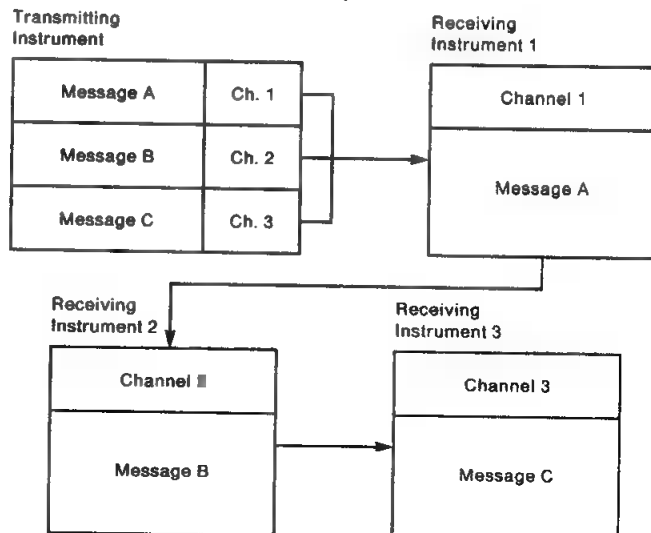 Transmitting
Instrument
Message A
Ch. 1
Message B
Ch. 2
Message C
Ch. 3
Receiving
Instrument 1
Channel 1
Message A
Receiving
Instrument 2
Channel
Message B
Receiving
Instrument 3
Channel 3
Message C